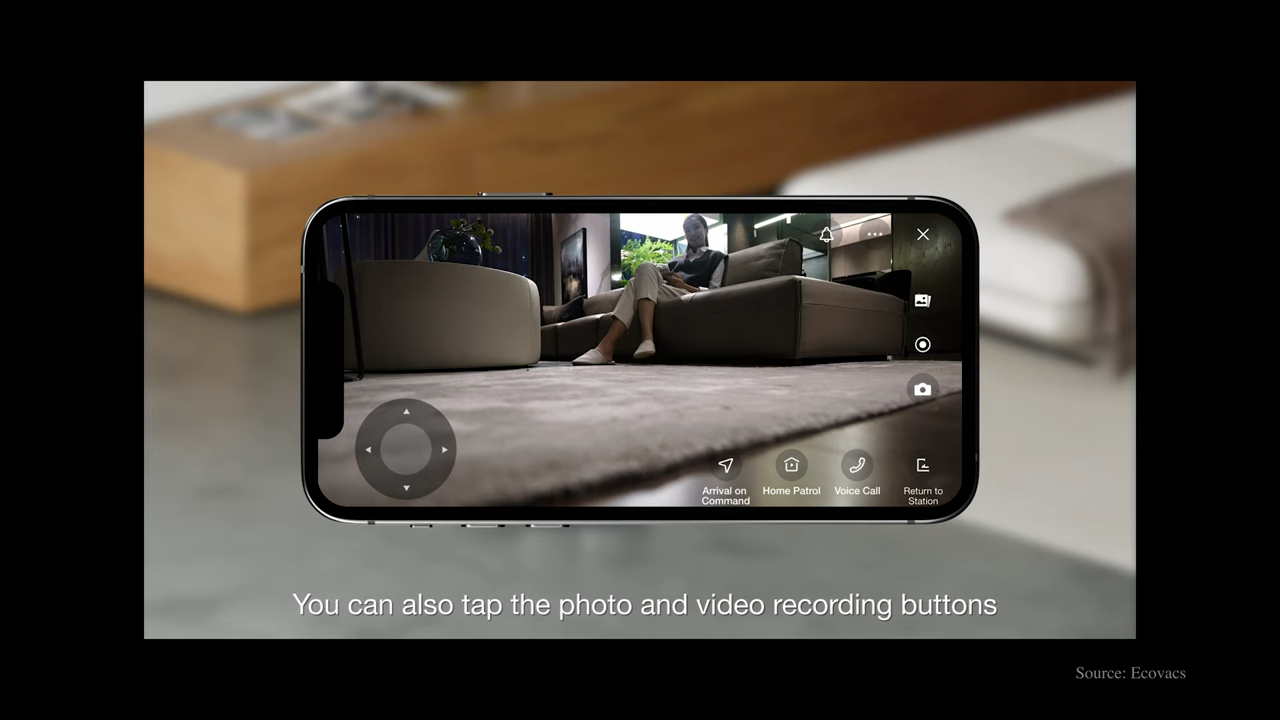 Arrival on
Command
Home Patrol
Voice Call
Return to
Station
You can also tap the photo and video recording buttons
Source: Ecovacs